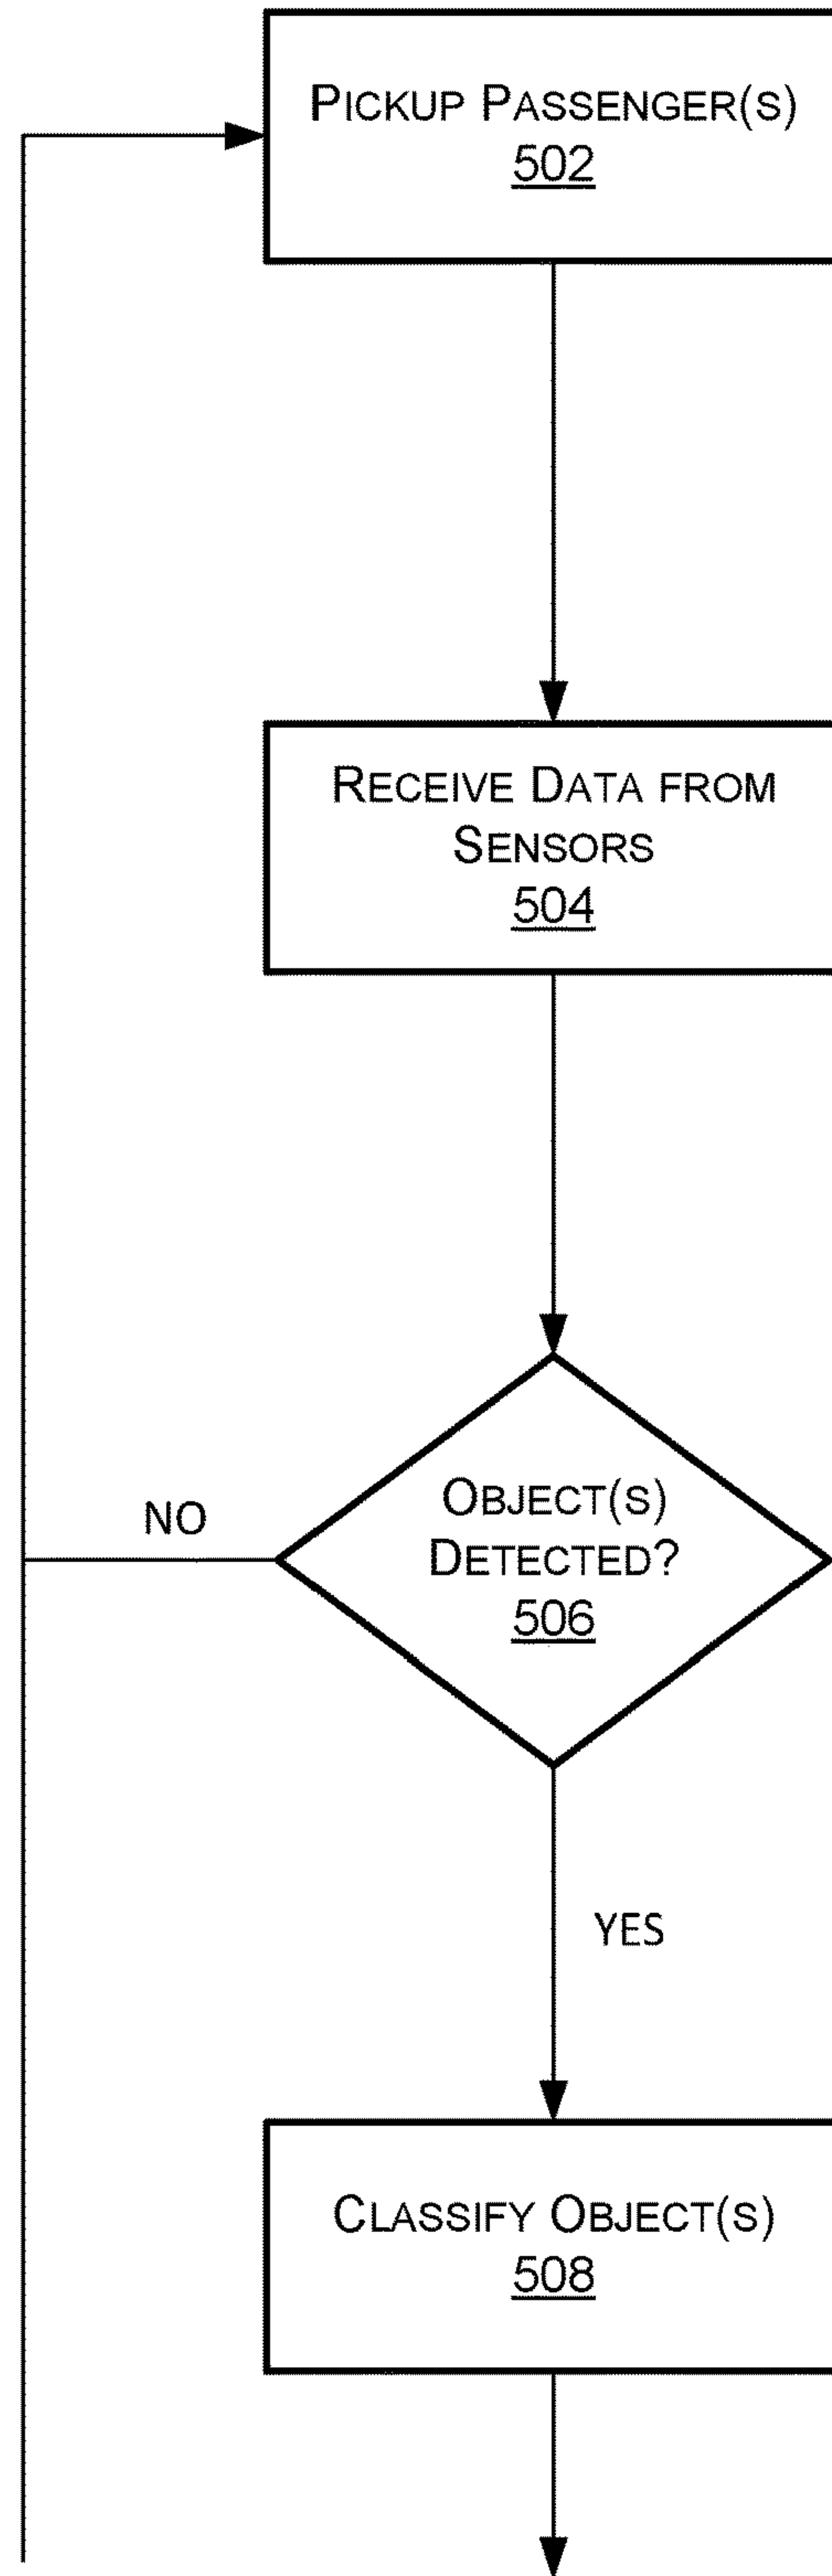 PICKUP PASSENGER(S)
502
RECEIVE DATA FROM
SENSORS
504
OBJECT(S)
DETECTED?
506
NO
YES
CLASSIFY OBJECT(S)
508